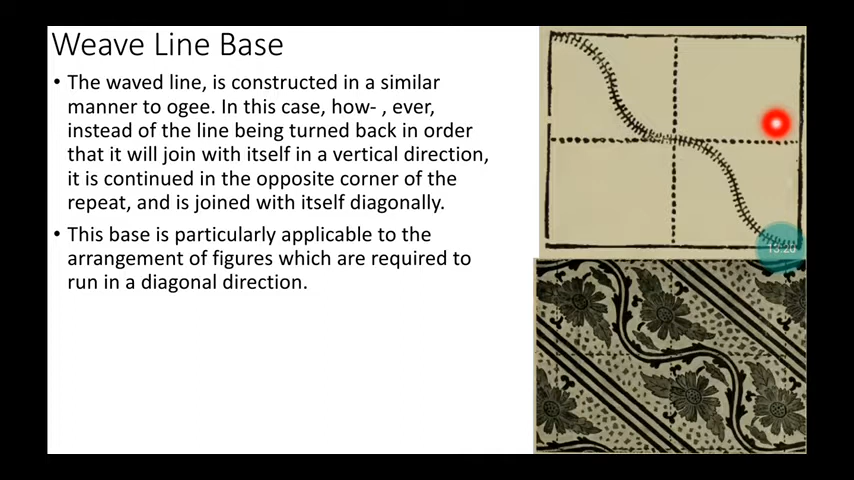 Weave Line Base
• The waved line, is constructed in a similar
manner to ogee. In this case, how- , ever,
instead of the line being turned back in order
that it will join with itself in a vertical direction,
it is continued in the opposite corner of the
repeat, and is joined with itself diagonally.
• This base is particularly applicable to the
arrangement of figures which are required to
run in a diagonal direction.